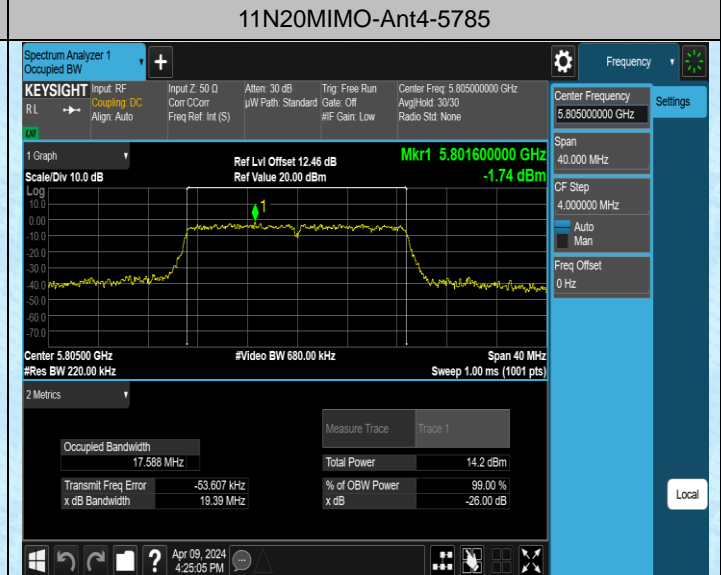 11N20MIMO-Ant4-5785
Spectrum Analyzer 1
Occupied BW
Frequency
KEYSIGHT
RL
Input: RF
Coupling: DC
Align: Auto
Input Z: 50 Ω
Corr CCorr
Freq Ref: Int (S)
Atten: 30 dB
µW Path: Standard
Trig: Free Run
Gate: Off
#IF Gain: Low
Center Freq: 5.805000000 GHz
Avg|Hold: 30/30
Radio Std: None
1 Graph
Scale/Div 10.0 dB
Ref Lvl Offset 12.46 dB
Ref Value 20.00 dBm
Mkr1 5.801600000 GHz
-1.74 dBm
Log
10.0
0.00
-10.0
-20.0
-30.0
-40.0
-50.0
-60.0
-70.0
1
Center 5.80500 GHz
#Res BW 220.00 kHz
#Video BW 680.00 kHz
Span 40 MHz
Sweep 1.00 ms (1001 pts)
2 Metrics
Measure Trace Trace 1
Occupied Bandwidth
17.588 MHz
Total Power 14.2 dBm
Transmit Freq Error -53.607 kHz
% of OBW Power 99.00 %
x dB Bandwidth 19.39 MHz
x dB -26.00 dB
Center Frequency
5.805000000 GHz
Settings
Span
40.000 MHz
CF Step
4.000000 MHz
Auto
Man
Freq Offset
0 Hz
Local
?
Apr 09, 2024
4:25:05 PM